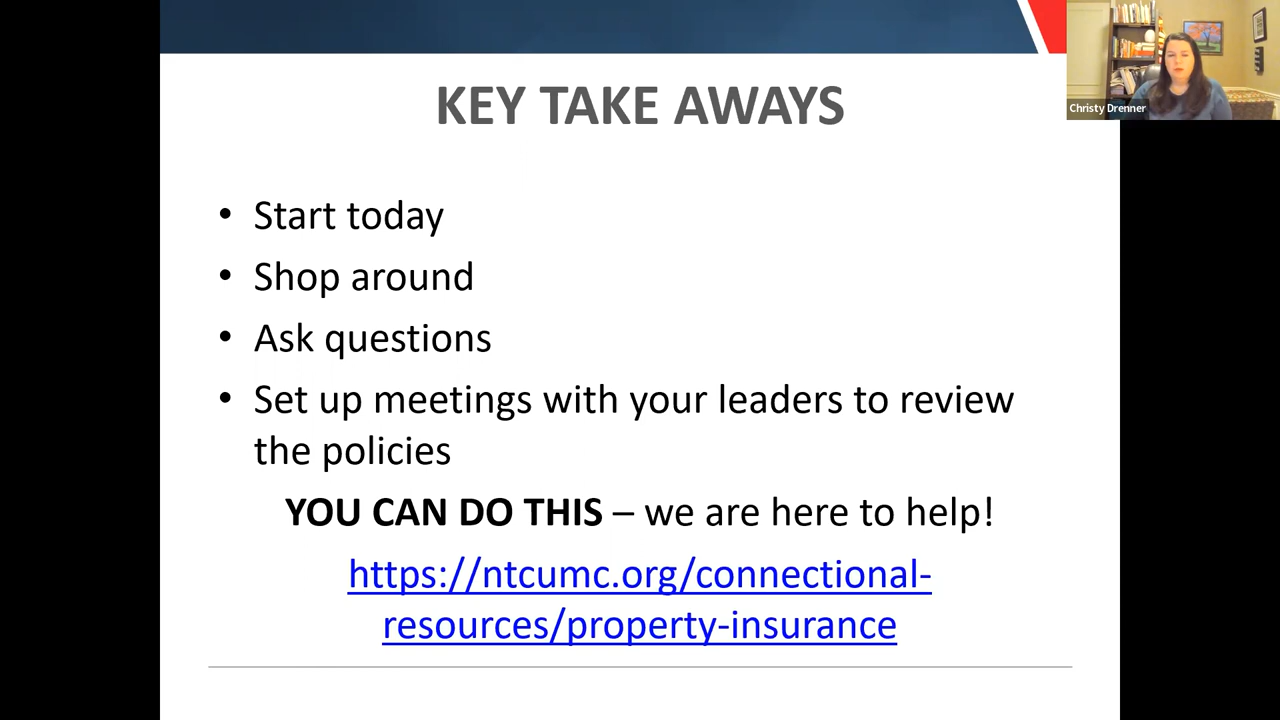 KEY TAKE AWAYS
Christy Drenner
• Start today
• Shop around
• Ask questions
• Set up meetings with your leaders to review
the policies
YOU CAN DO THIS – we are here to help!
https://ntcumc.org/connectional-
resources/property-insurance